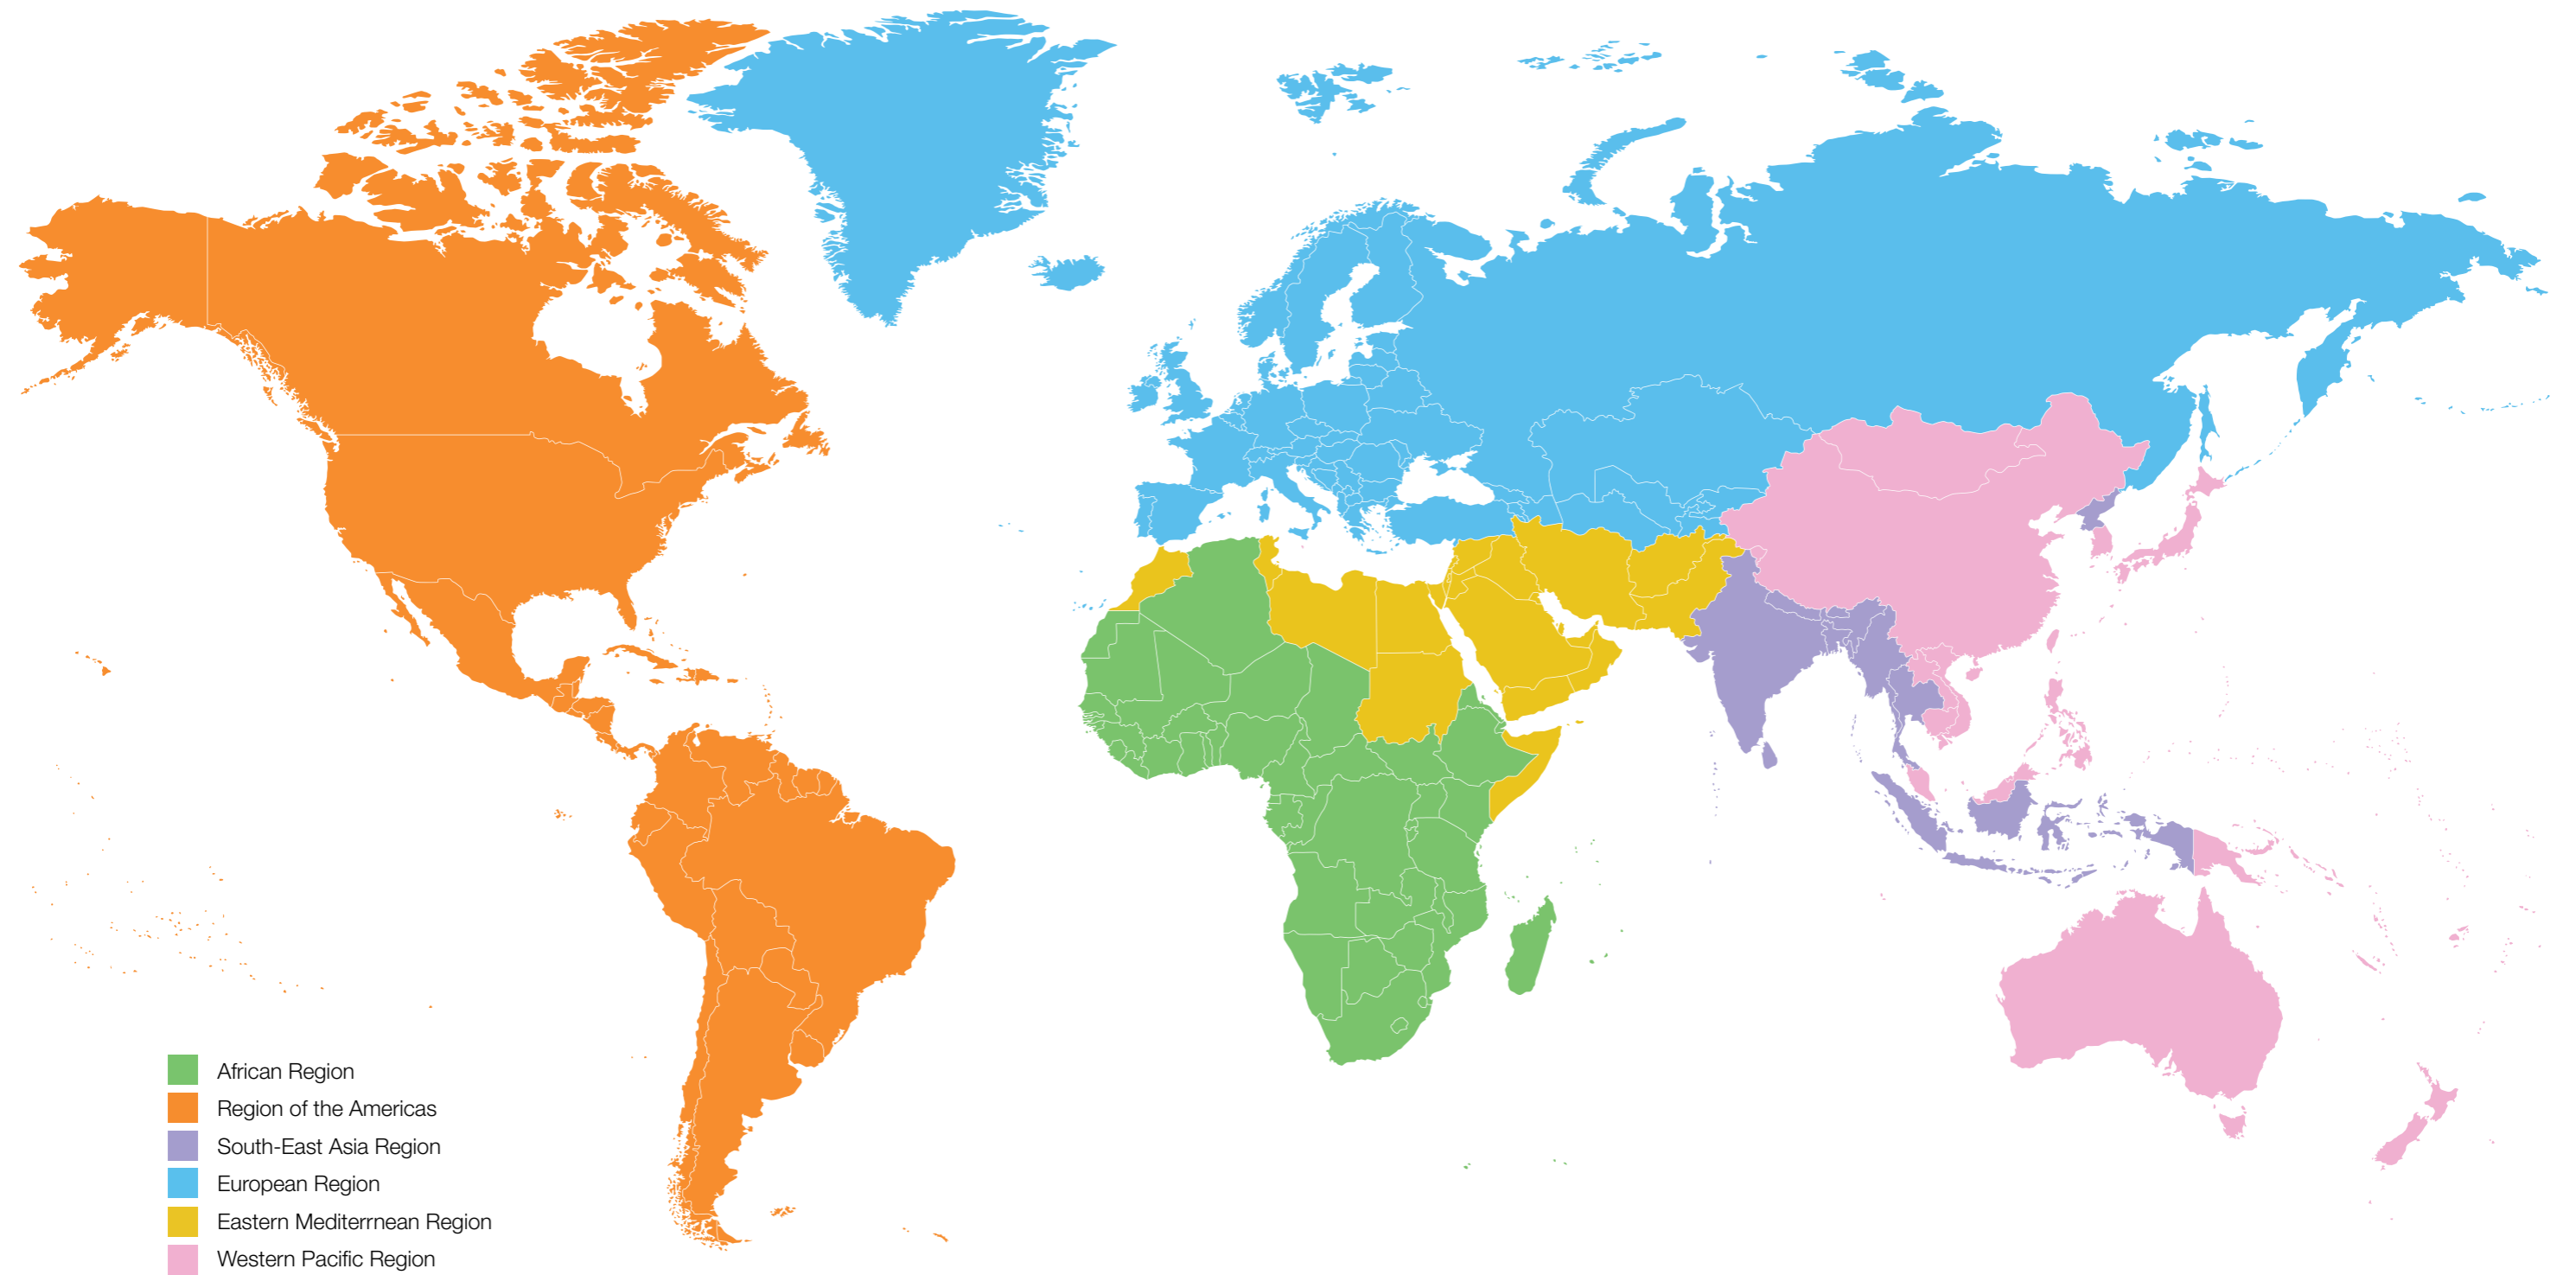 African Region
Region of the Americas
South-East Asia Region
European Region
Eastern Mediterrnean Region
Western Pacific Region